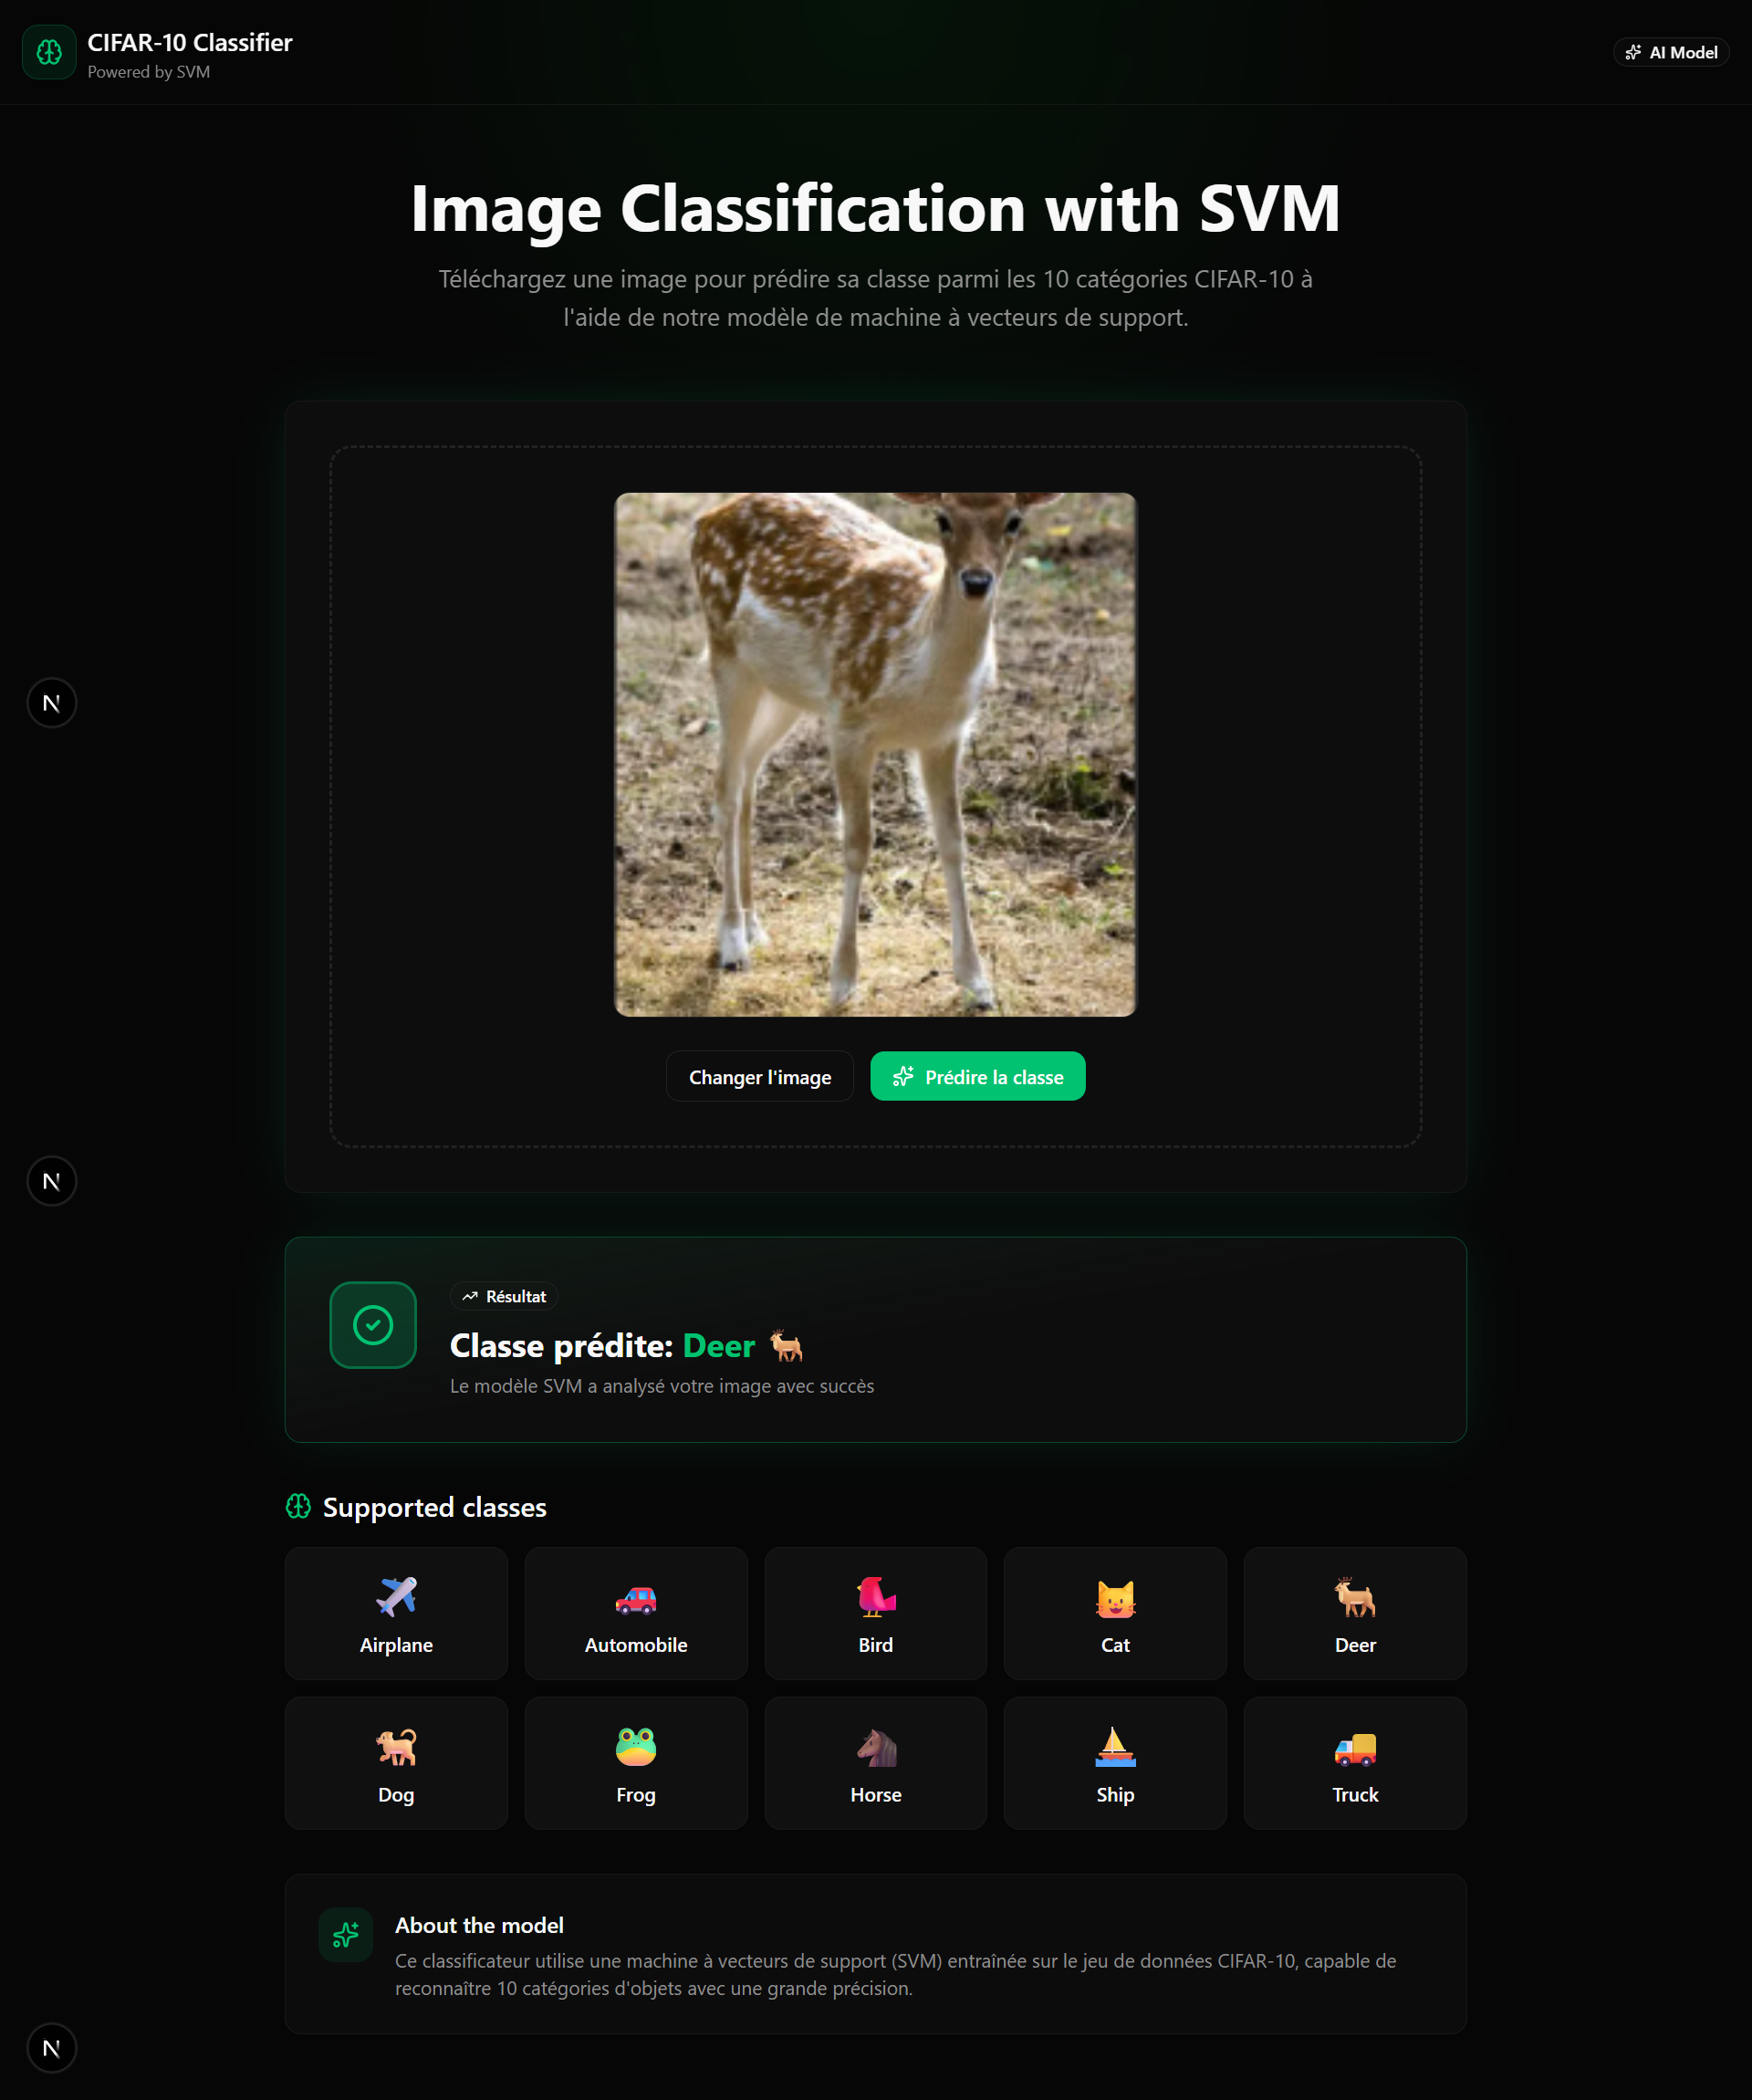 CIFAR-10 Classifier
Powered by SVM
AI Model
Image Classification with SVM
Téléchargez une image pour prédire sa classe parmi les 10 catégories CIFAR-10 à
l'aide de notre modèle de machine à vecteurs de support.
Changer l'image
Prédire la classe
Résultat
Classe prédite: Deer
Le modèle SVM a analysé votre image avec succès
Supported classes
Airplane
Automobile
Bird
Cat
Deer
Dog
Frog
Horse
Ship
Truck
About the model
Ce classificateur utilise une machine à vecteurs de support (SVM) entraînée sur le jeu de données CIFAR-10, capable de
reconnaître 10 catégories d'objets avec une grande précision.
N
N
N